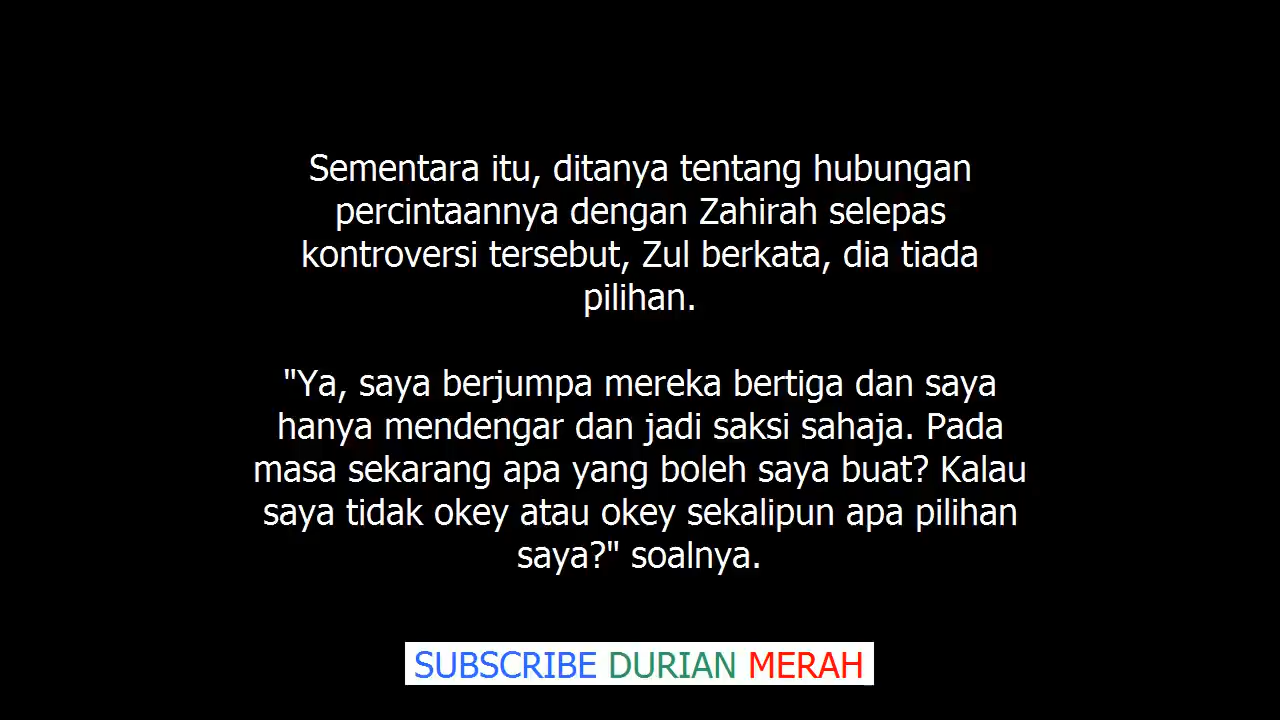 Sementara itu, ditanya tentang hubungan
percintaannya dengan Zahirah selepas
kontroversi tersebut, Zul berkata, dia tiada
pilihan.
"Ya, saya berjumpa mereka bertiga dan saya
hanya mendengar dan jadi saksi sahaja. Pada
masa sekarang apa yang boleh saya buat? Kalau
saya tidak okey atau okey sekalipun apa pilihan
saya?" soalnya.
SUBSCRIBE DURIAN MERAH